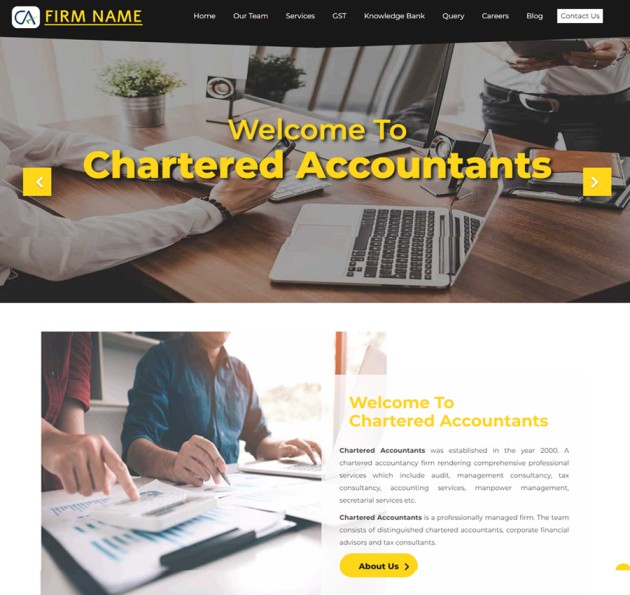 CA FIRM NAME
Home Our Team Services GST Knowledge Bank Query Careers Blog Contact Us
Welcome To
Chartered Accountants
Welcome To
Chartered Accountants
Chartered Accountants was established in the year 2000. A
chartered accountancy firm rendering comprehensive professional
services which include audit, management consultancy, tax
consultancy, accounting services, manpower management,
secretarial services etc.
Chartered Accountants is a professionally managed firm. The team
consists of distinguished chartered accountants, corporate financial
advisors and tax consultants.
About Us